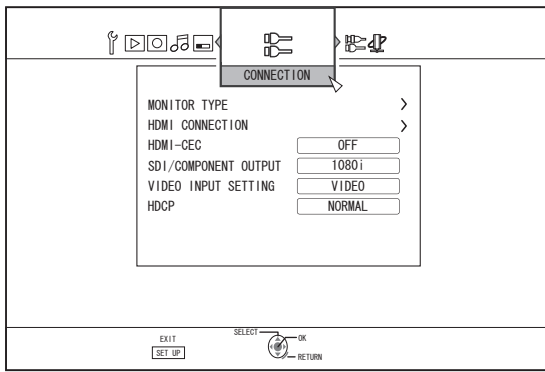 CONNECTION
MONITOR TYPE
HDMI CONNECTION
HDMI-CEC OFF
SDI/COMPONENT OUTPUT 1080i
VIDEO INPUT SETTING VIDEO
HDCP NORMAL
EXIT
SET UP
SELECT
OK
RETURN